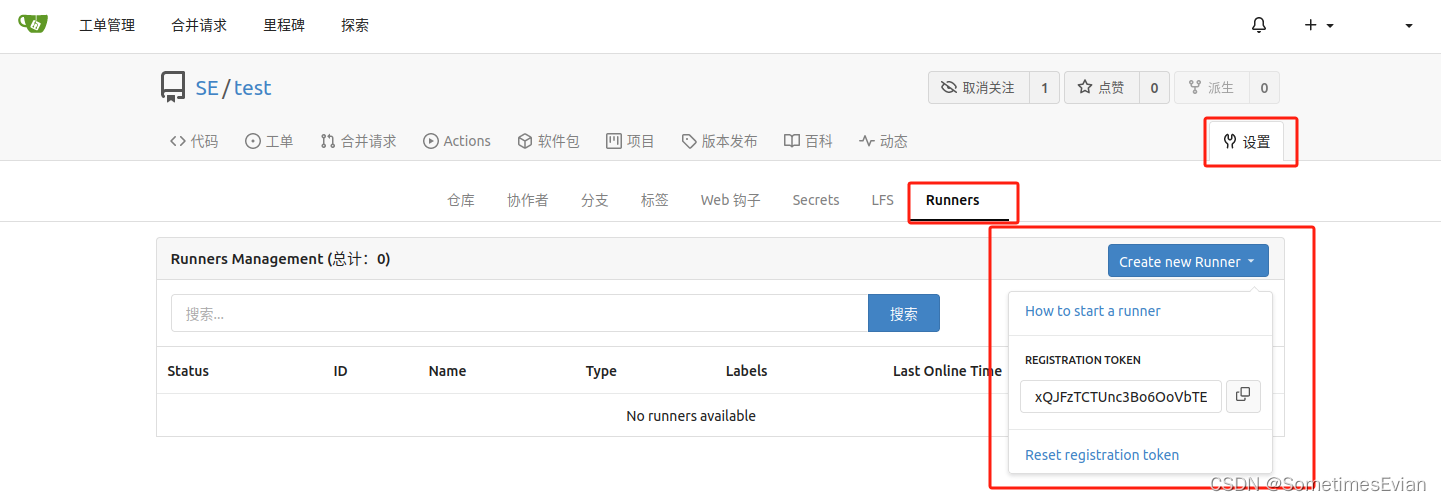 工单管理 合并请求 里程碑 探索
SE / test
取消关注 1 点赞 0 派生 0
代码 工单 合并请求 Actions 软件包 项目 版本发布 百科 动态 设置
仓库 协作者 分支 标签 Web 钩子 Secrets LFS Runners
Runners Management (总计：0)
Create new Runner
搜索... 搜索
How to start a runner
REGISTRATION TOKEN
Status ID Name Type Labels Last Online Time
xQJFzTCTUnc3Bo6OoVbTE
No runners available
Reset registration token
CSDN @SometimesEvian